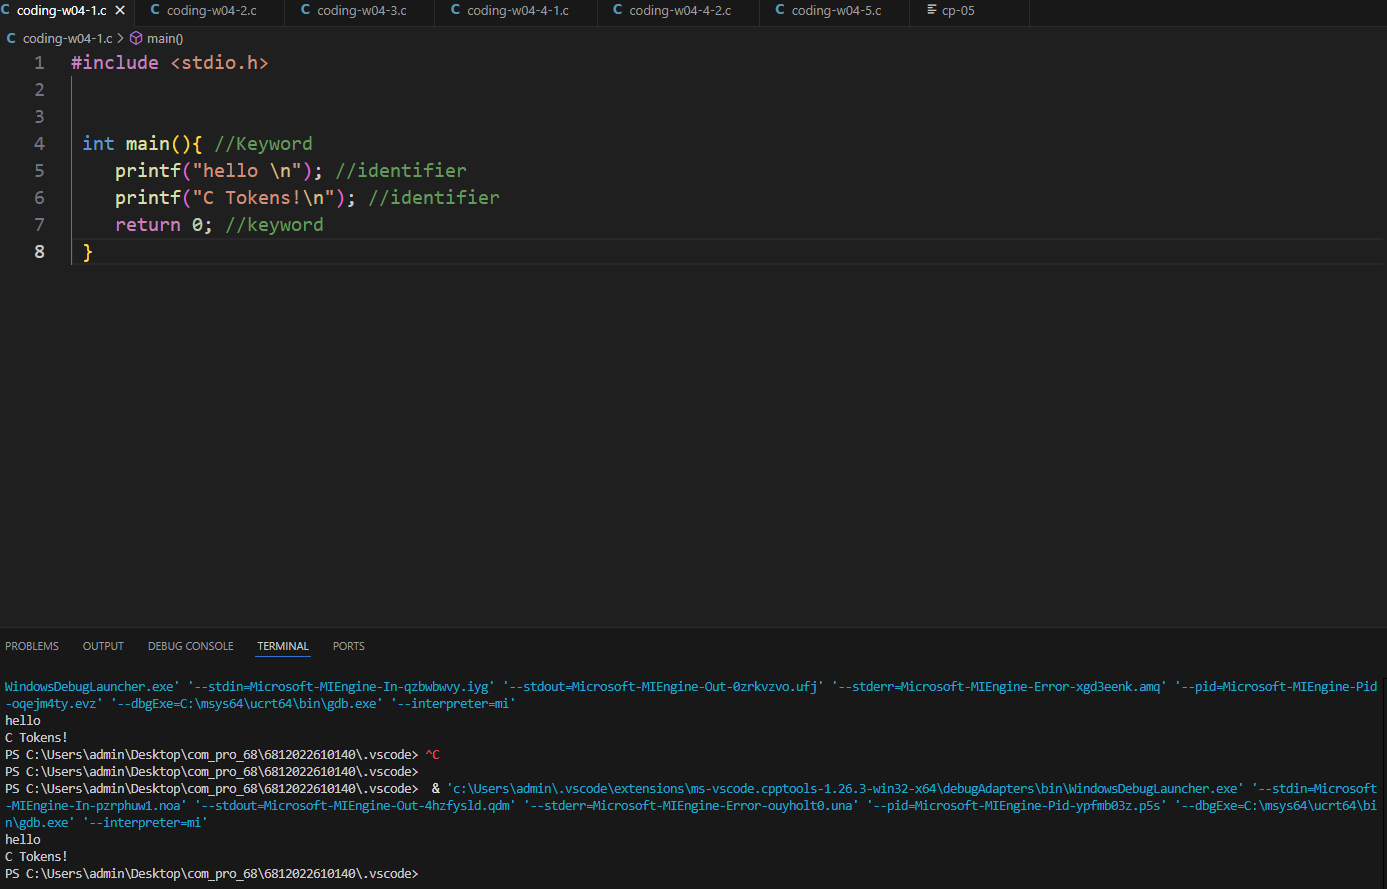 C coding-w04-1.c × C coding-w04-2.c C coding-w04-3.c C coding-w04-4-1.c C coding-w04-4-2.c C coding-w04-5.c cp-05
C coding-w04-1.c > main()
1 #include <stdio.h>
2
3
4 int main(){ //Keyword
5 printf("hello \n"); //identifier
6 printf("C Tokens!\n"); //identifier
7 return 0; //keyword
8 }
PROBLEMS OUTPUT DEBUG CONSOLE TERMINAL PORTS
WindowsDebugLauncher.exe' '--stdin=Microsoft-MIEngine-In-qzbwbwvy.iyg' '--stdout=Microsoft-MIEngine-Out-0zrkvzvo.ufj' '--stderr=Microsoft-MIEngine-Error-xgd3eenk.amq' '--pid=Microsoft-MIEngine-Pid
-oqejm4ty.evz' '--dbgExe=C:\msys64\ucrt64\bin\gdb.exe' '--interpreter=mi'
hello
C Tokens!
PS C:\Users\admin\Desktop\com_pro_68\6812022610140\.vscode> ^C
PS C:\Users\admin\Desktop\com_pro_68\6812022610140\.vscode>
PS C:\Users\admin\Desktop\com_pro_68\6812022610140\.vscode> & 'c:\Users\admin\.vscode\extensions\ms-vscode.cpptools-1.26.3-win32-x64\debugAdapters\bin\WindowsDebugLauncher.exe' '--stdin=Microsoft
-MIEngine-In-pzrphuw1.noa' '--stdout=Microsoft-MIEngine-Out-4hzfysld.qdm' '--stderr=Microsoft-MIEngine-Error-ouyholt0.una' '--pid=Microsoft-MIEngine-Pid-ypfmb03z.p5s' '--dbgExe=C:\msys64\ucrt64\bi
n\gdb.exe' '--interpreter=mi'
hello
C Tokens!
PS C:\Users\admin\Desktop\com_pro_68\6812022610140\.vscode>